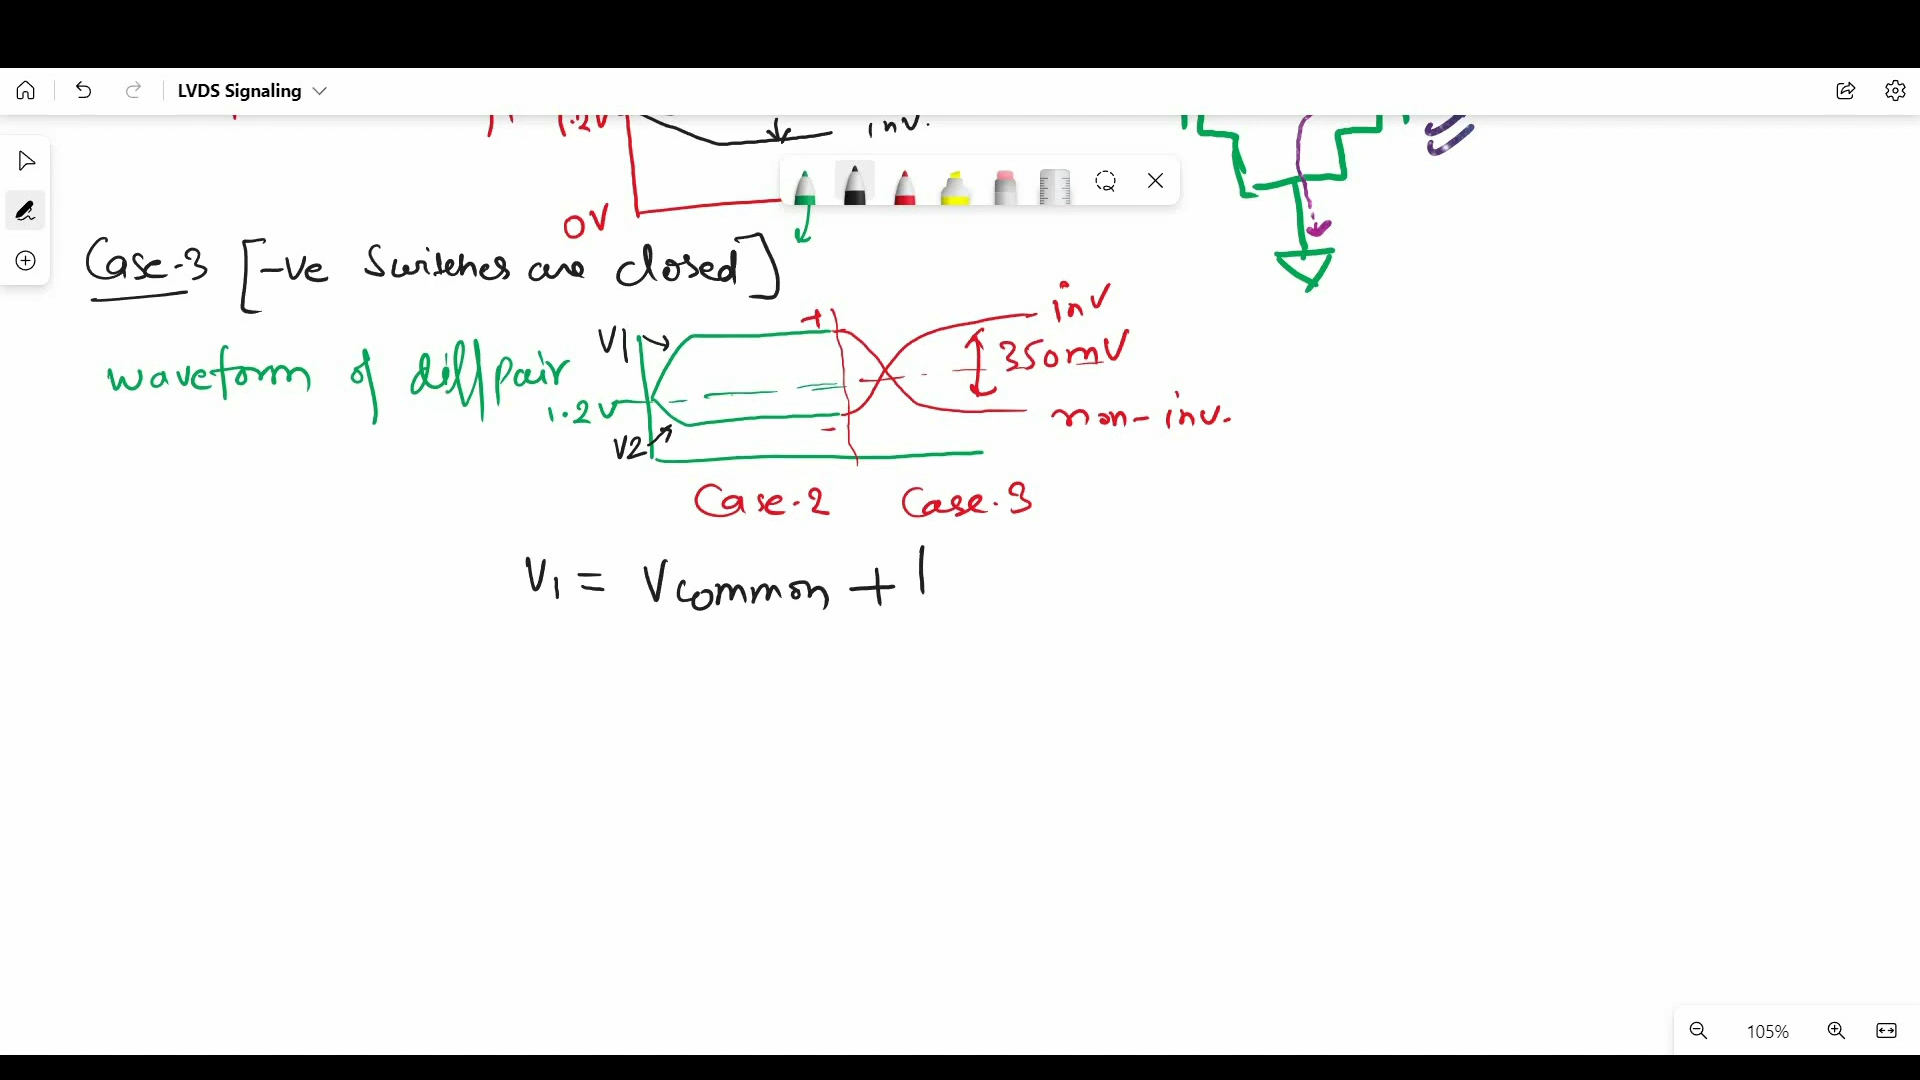 LVDS Signaling
1.2V
inv.
0V
Case-3 [-ve Switches are closed]
waveform of diff pair
V1
1.2V
V2
+
-
inv
350mV
non-inv.
Case-2 Case-3
V1 = Vcommon + 1
105%